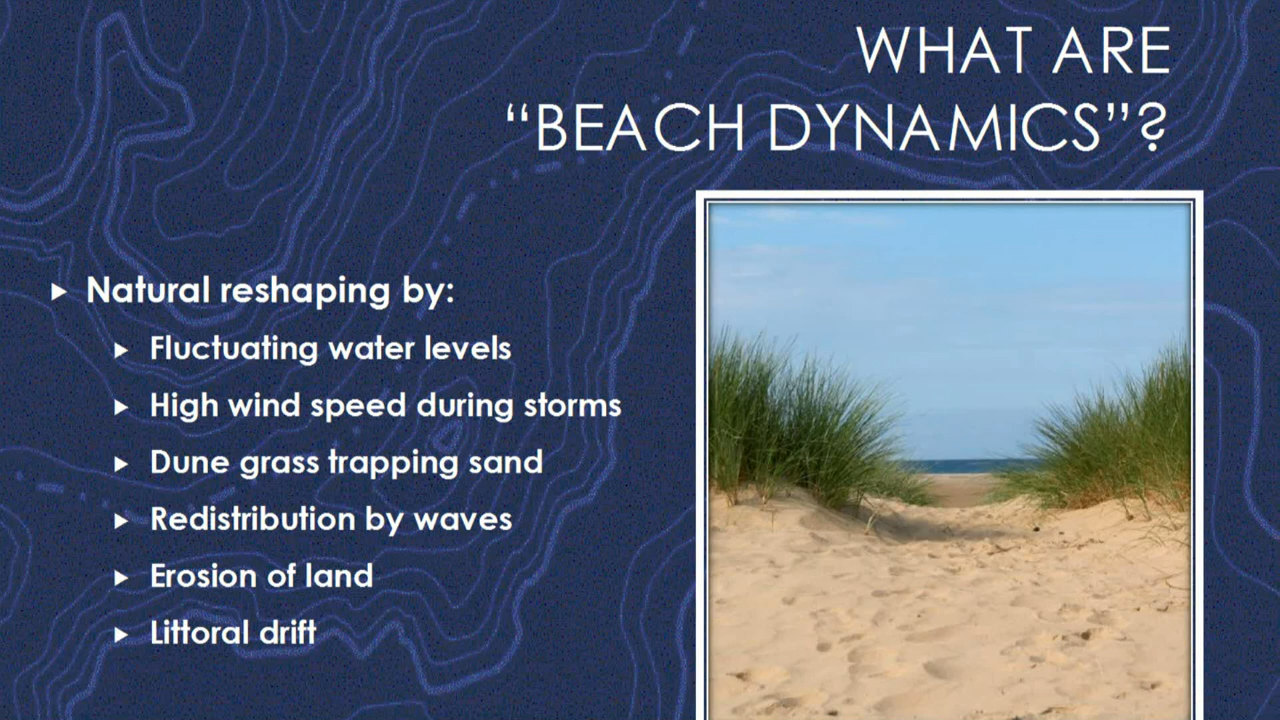 WHAT ARE
“BEACH DYNAMICS”?
Natural reshaping by:
Fluctuating water levels
High wind speed during storms
Dune grass trapping sand
Redistribution by waves
Erosion of land
Littoral drift